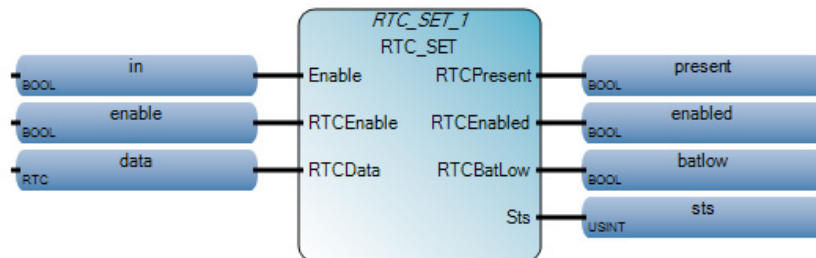 RTC_SET_1
RTC_SET
in
BOOL
Enable
RTCPresent
present
BOOL
enable
BOOL
RTCEnable
RTCEnabled
enabled
BOOL
data
RTC
RTCData
RTCBatLow
batlow
BOOL
Sts
sts
USINT